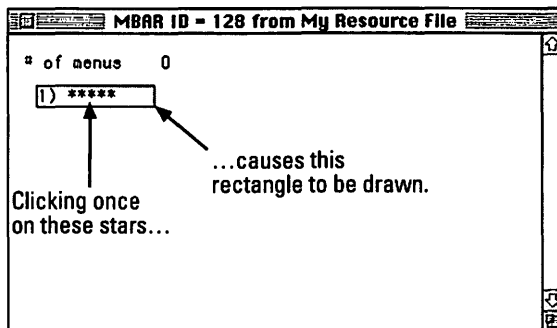 MBAR ID = 128 from My Resource File
# of menus 0
1) *****
...causes this
rectangle to be drawn.
Clicking once
on these stars...